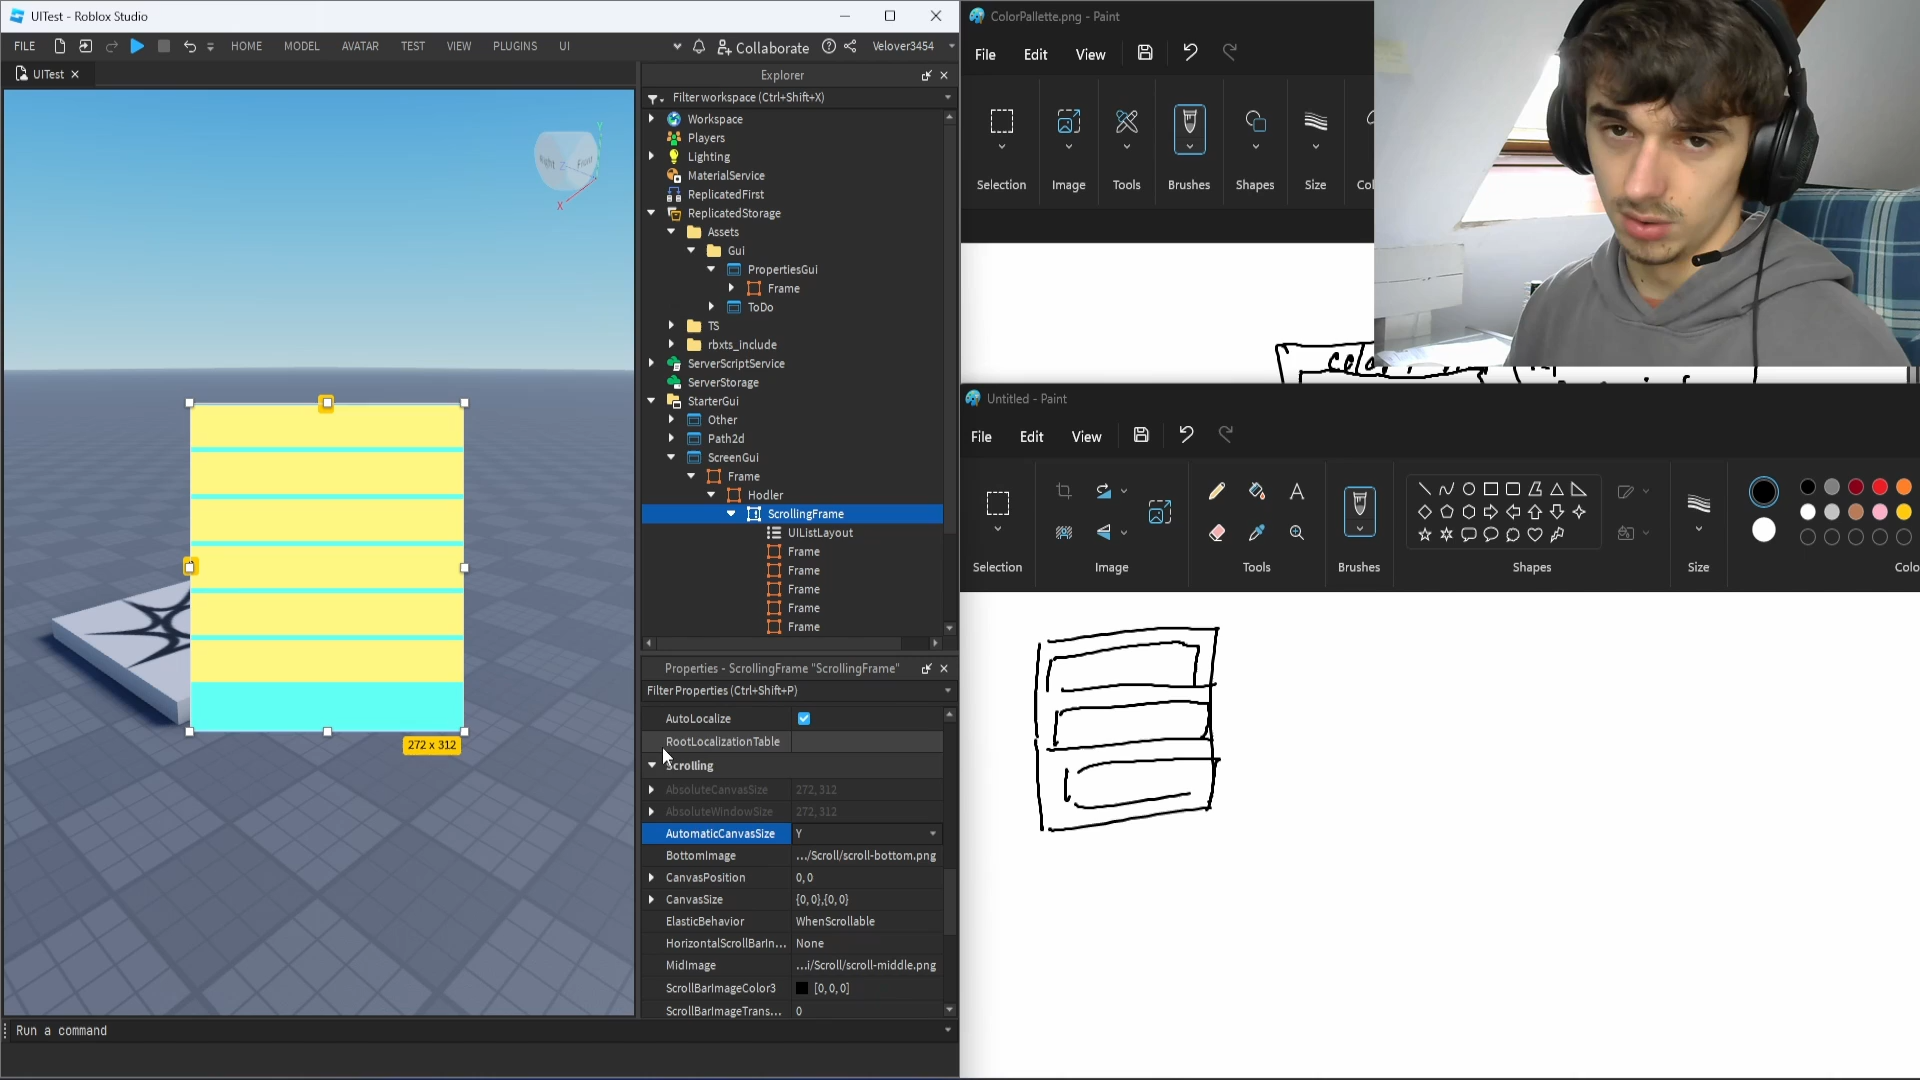 UITest - Roblox Studio
FILE
HOME
MODEL
AVATAR
TEST
VIEW
PLUGINS
UI
Collaborate
Velover3454
UITest
Right
Z
Front
Y
X
272 x 312
Run a command
Explorer
Filter workspace (Ctrl+Shift+X)
Workspace
Players
Lighting
MaterialService
ReplicatedFirst
ReplicatedStorage
Assets
Gui
PropertiesGui
Frame
ToDo
TS
rbxts_include
ServerScriptService
ServerStorage
StarterGui
Other
Path2d
ScreenGui
Frame
Hodler
ScrollingFrame
UIListLayout
Frame
Frame
Frame
Frame
Frame
Properties - ScrollingFrame "ScrollingFrame"
Filter Properties (Ctrl+Shift+P)
AutoLocalize
RootLocalizationTable
Scrolling
AbsoluteCanvasSize 272, 312
AbsoluteWindowSize 272, 312
AutomaticCanvasSize Y
BottomImage .../Scroll/scroll-bottom.png
CanvasPosition 0, 0
CanvasSize {0, 0},{0, 0}
ElasticBehavior WhenScrollable
HorizontalScrollBarIn... None
MidImage ...i/Scroll/scroll-middle.png
ScrollBarImageColor3 [0, 0, 0]
ScrollBarImageTrans... 0
ColorPallette.png - Paint
File
Edit
View
Selection
Image
Tools
Brushes
Shapes
Size
Untitled - Paint
File
Edit
View
Selection
Image
Tools
Brushes
Shapes
Size
Colo